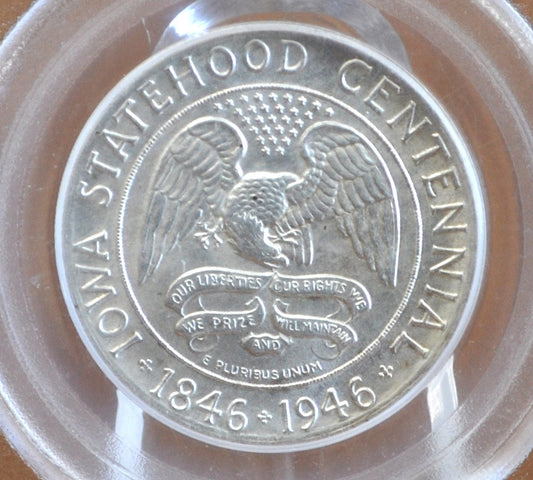 IOWA STATEHOOD CENTENNIAL
OUR LIBERTIES OUR RIGHTS WE
WE PRIZE WILL MAINTAIN
AND
E PLURIBUS UNUM
1846 1946